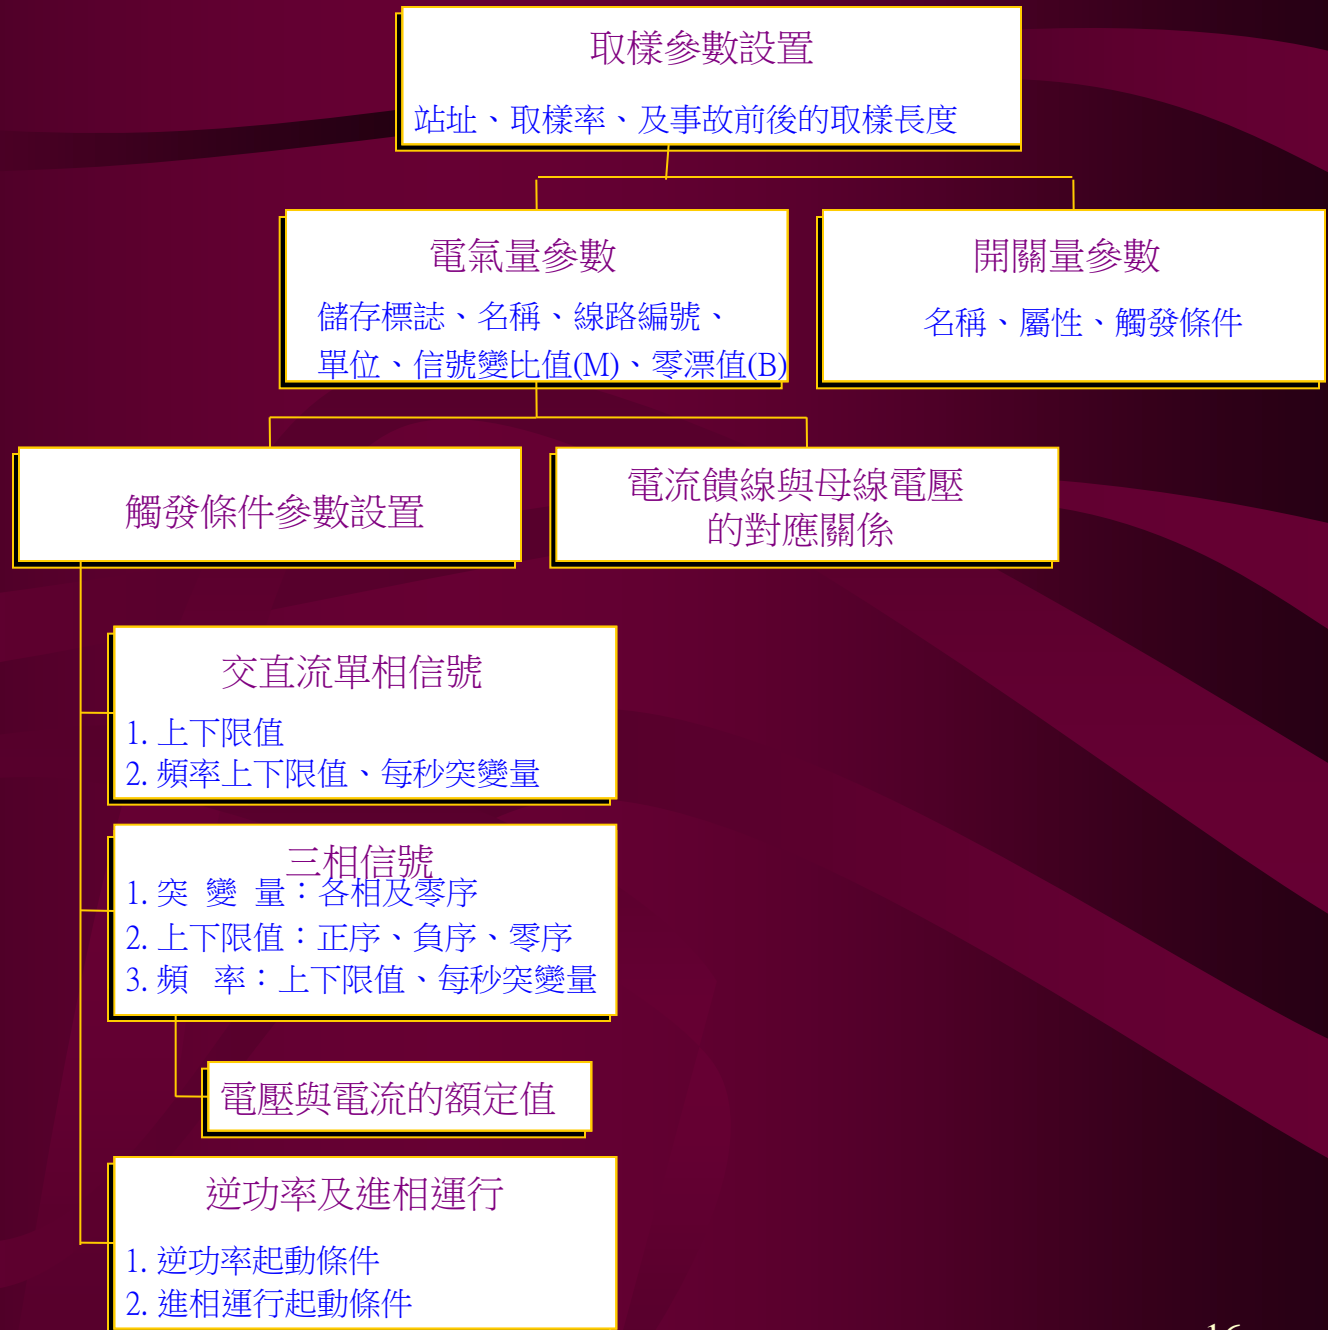 取樣參數設置
站址、取樣率、及事故前後的取樣長度
電氣量參數
儲存標誌、名稱、線路編號、
單位、信號變比值(M)、零漂值(B)
開關量參數
名稱、屬性、觸發條件
觸發條件參數設置
電流饋線與母線電壓
的對應關係
交直流單相信號
1. 上下限值
2. 頻率上下限值、每秒突變量
三相信號
1. 突 變 量：各相及零序
2. 上下限值：正序、負序、零序
3. 頻 率：上下限值、每秒突變量
電壓與電流的額定值
逆功率及進相運行
1. 逆功率起動條件
2. 進相運行起動條件
16